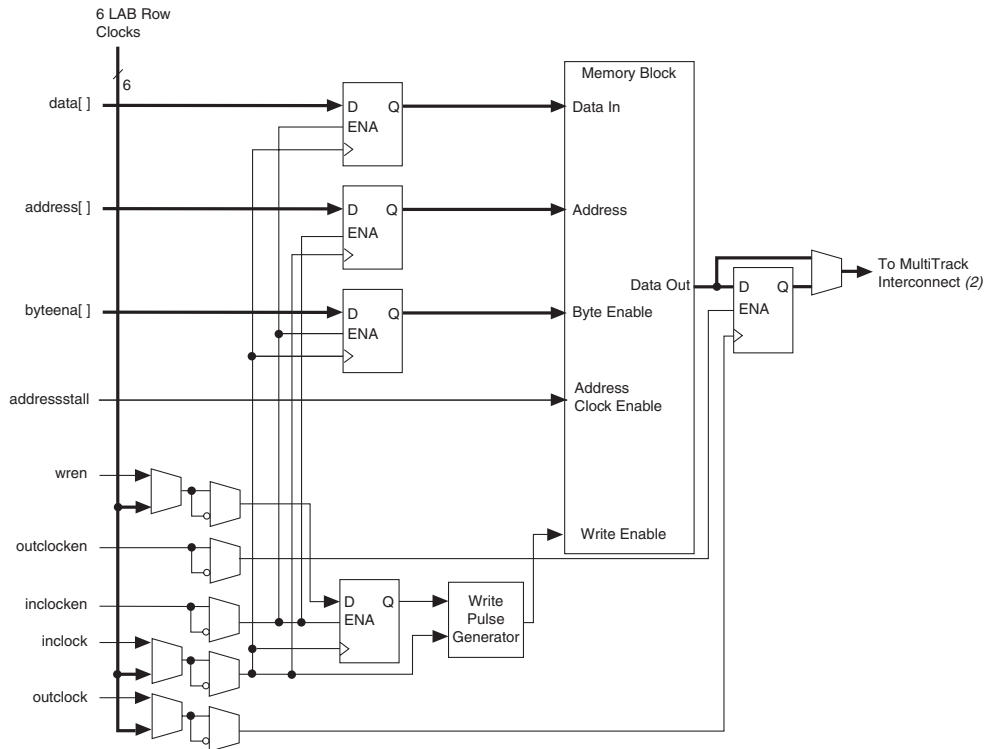 6 LAB Row
Clocks
6
data[ ]
D Q
ENA
Memory Block
Data In
address[ ]
D Q
ENA
Address
To MultiTrack
Interconnect (2)
Data Out
D Q
ENA
byteena[ ]
D Q
ENA
Byte Enable
addressstall
Address
Clock Enable
wren
outclocken
Write Enable
inclocken
D Q
ENA
Write
Pulse
Generator
inclock
outclock